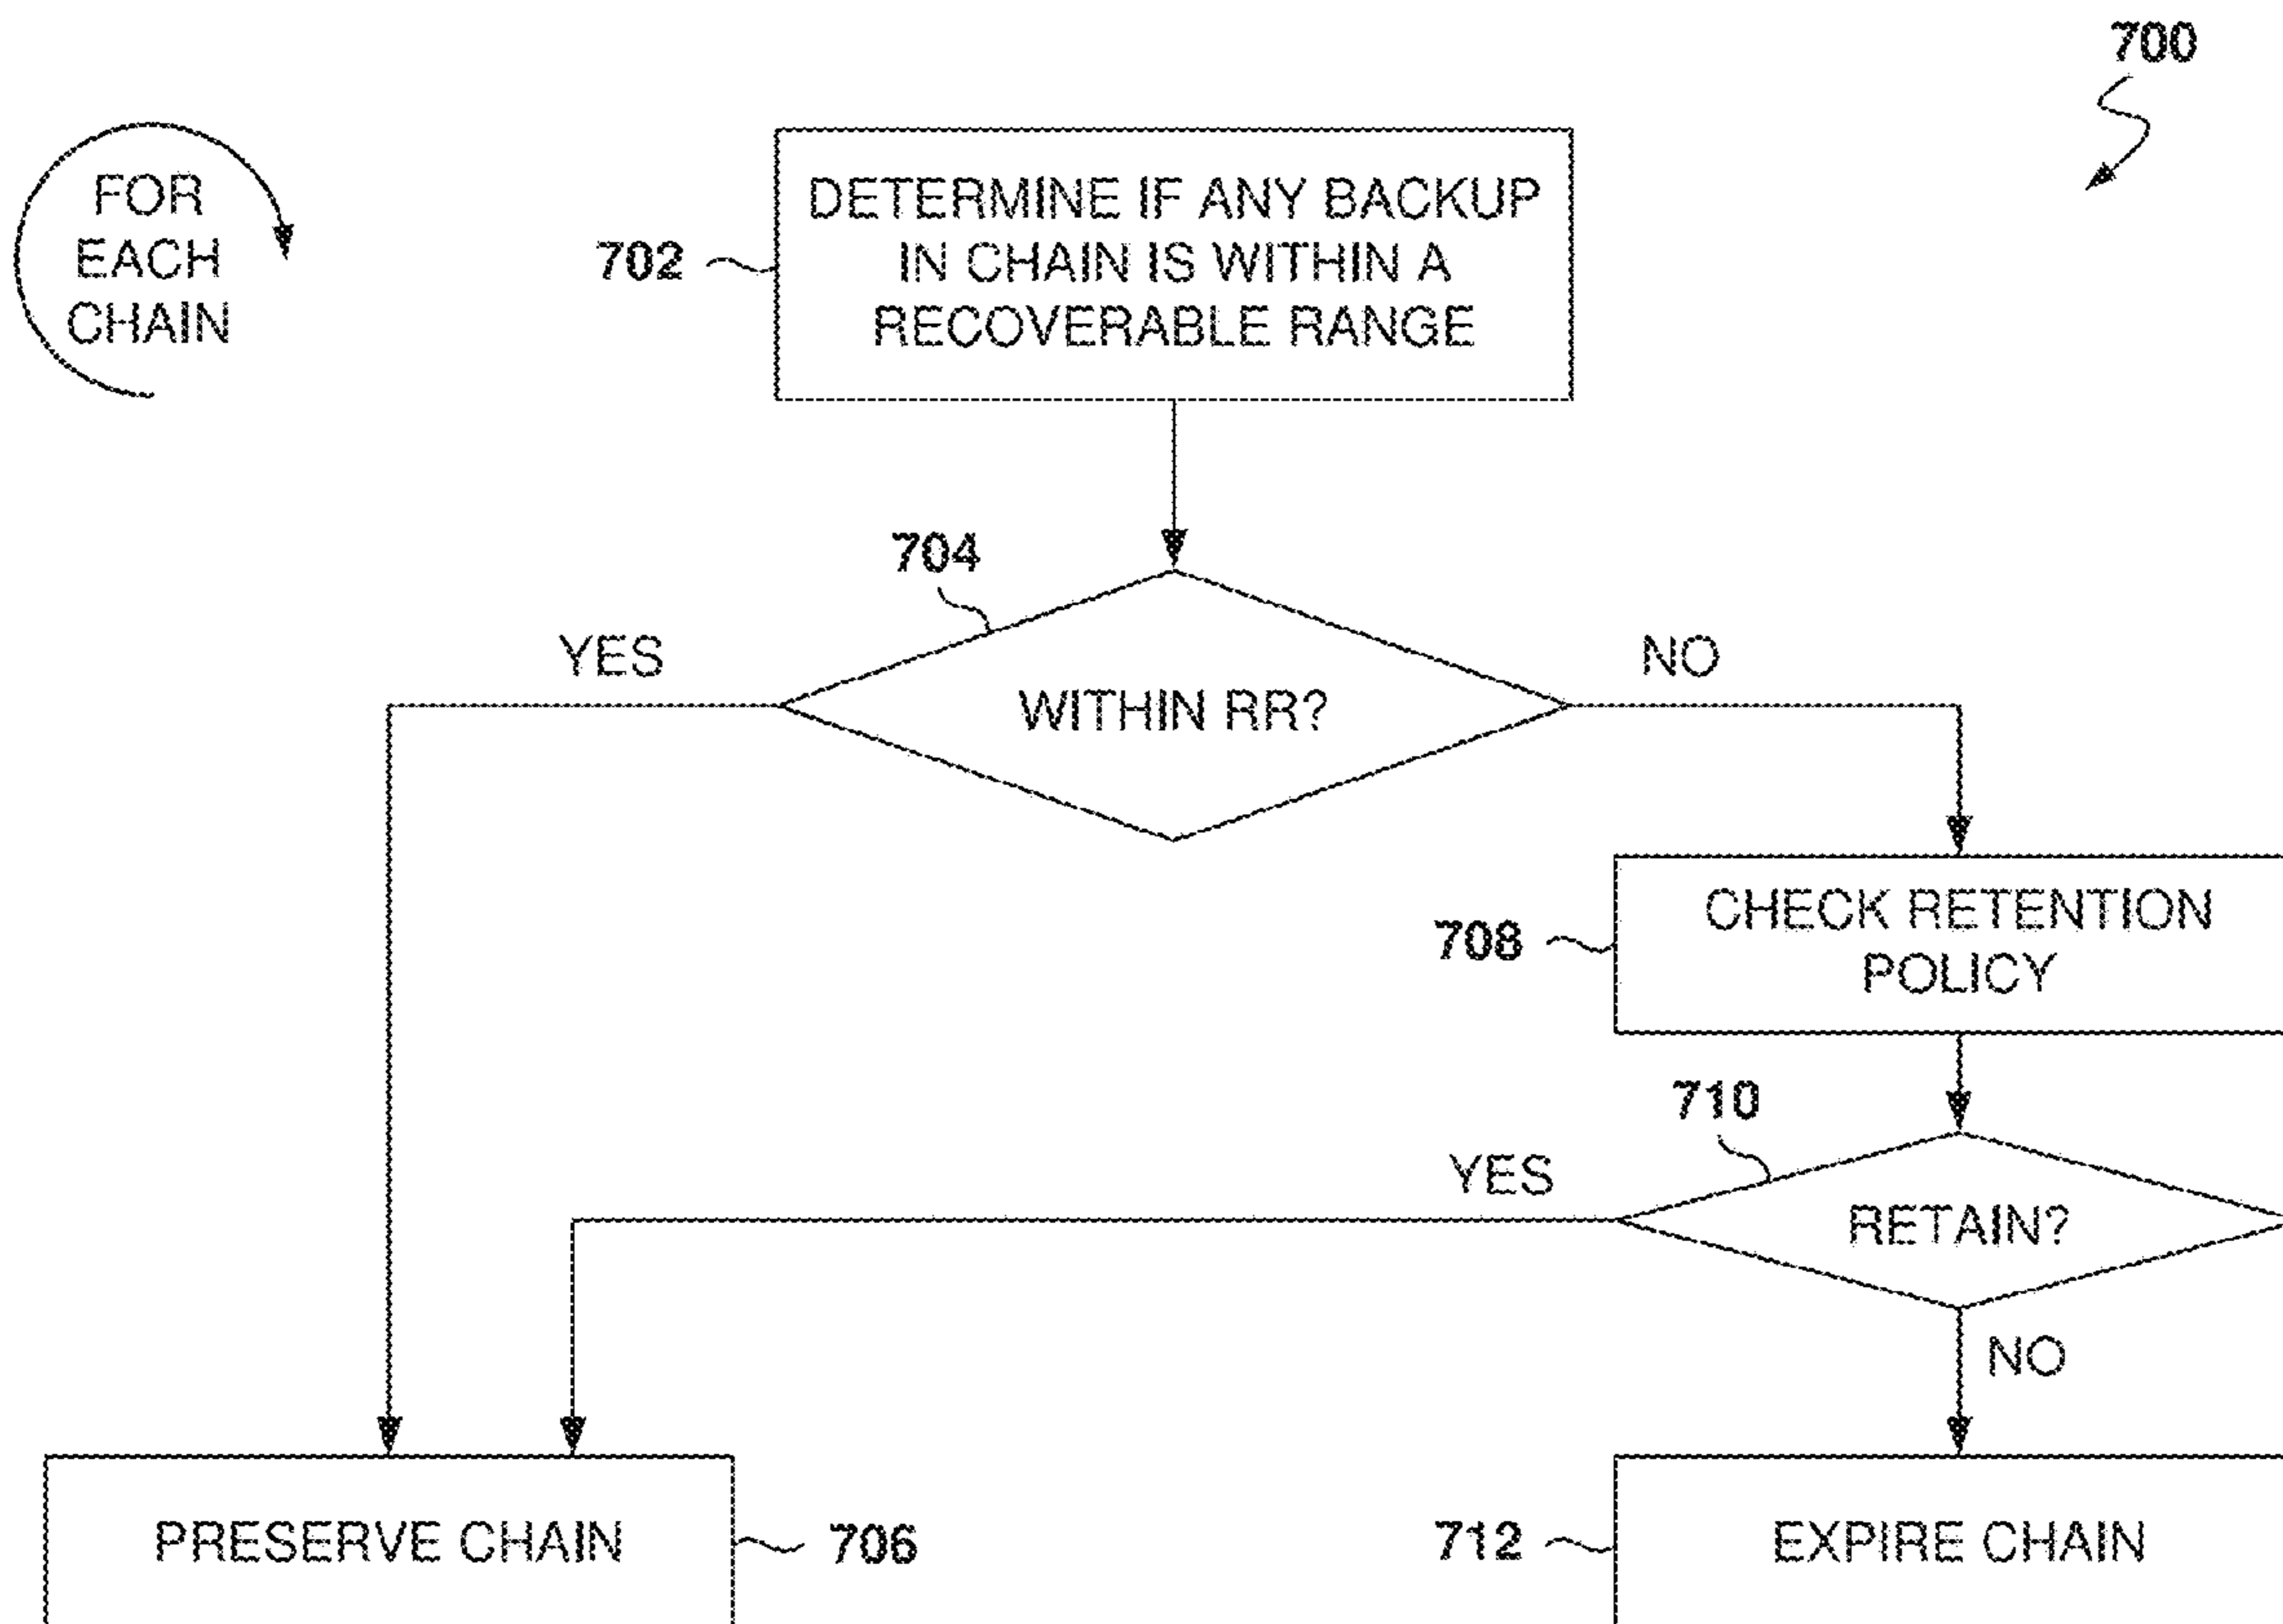 700
FOR
EACH
CHAIN
DETERMINE IF ANY BACKUP
IN CHAIN IS WITHIN A
RECOVERABLE RANGE
702
704
YES
NO
WITHIN RR?
CHECK RETENTION
POLICY
708
710
YES
RETAIN?
NO
PRESERVE CHAIN
706
712
EXPIRE CHAIN